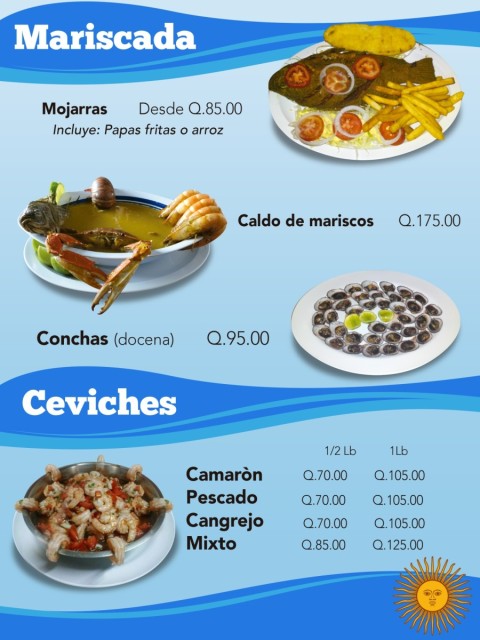 Mariscada
Mojarras Desde Q.85.00
Incluye: Papas fritas o arroz
Caldo de mariscos Q.175.00
Conchas (docena) Q.95.00
Ceviches
1/2 Lb 1Lb
Camaròn Q.70.00 Q.105.00
Pescado Q.70.00 Q.105.00
Cangrejo Q.70.00 Q.105.00
Mixto Q.85.00 Q.125.00